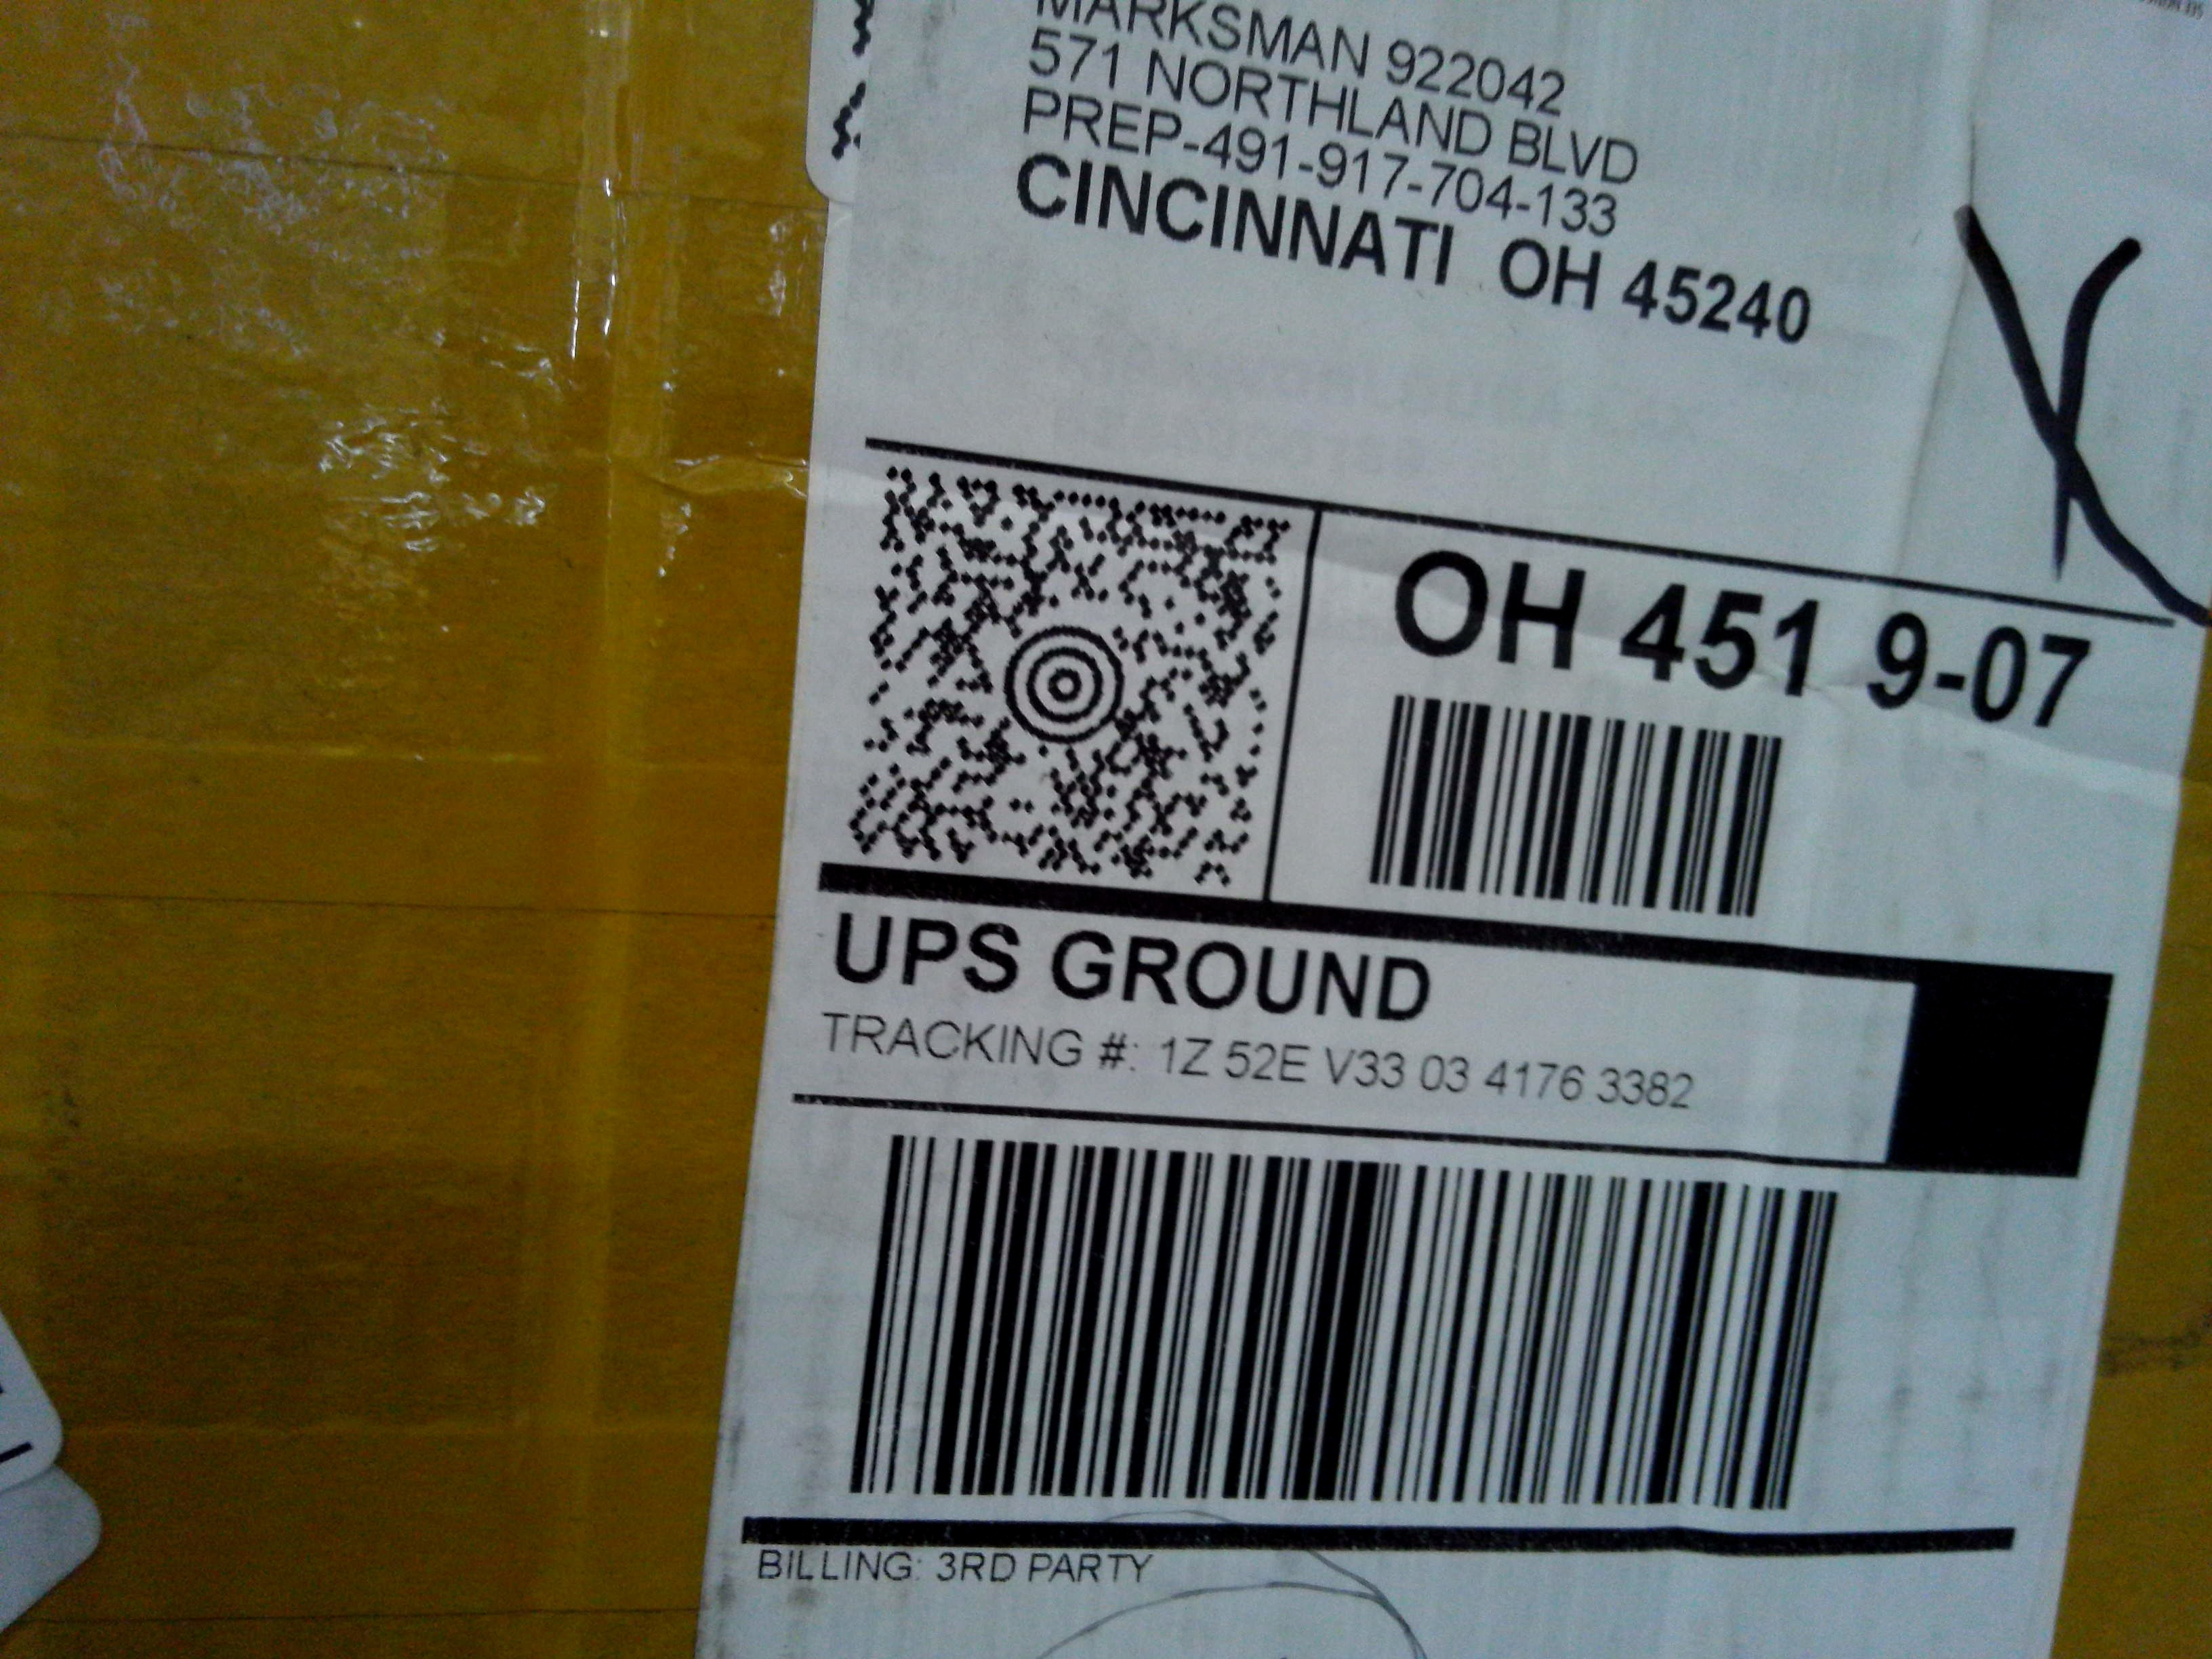 MARKSMAN 922042
571 NORTHLAND BLVD
PREP-491-917-704-133
CINCINNATI OH 45240
OH 451 9-07
UPS GROUND
TRACKING #: 1Z 52E V33 03 4176 3382
BILLING: 3RD PARTY